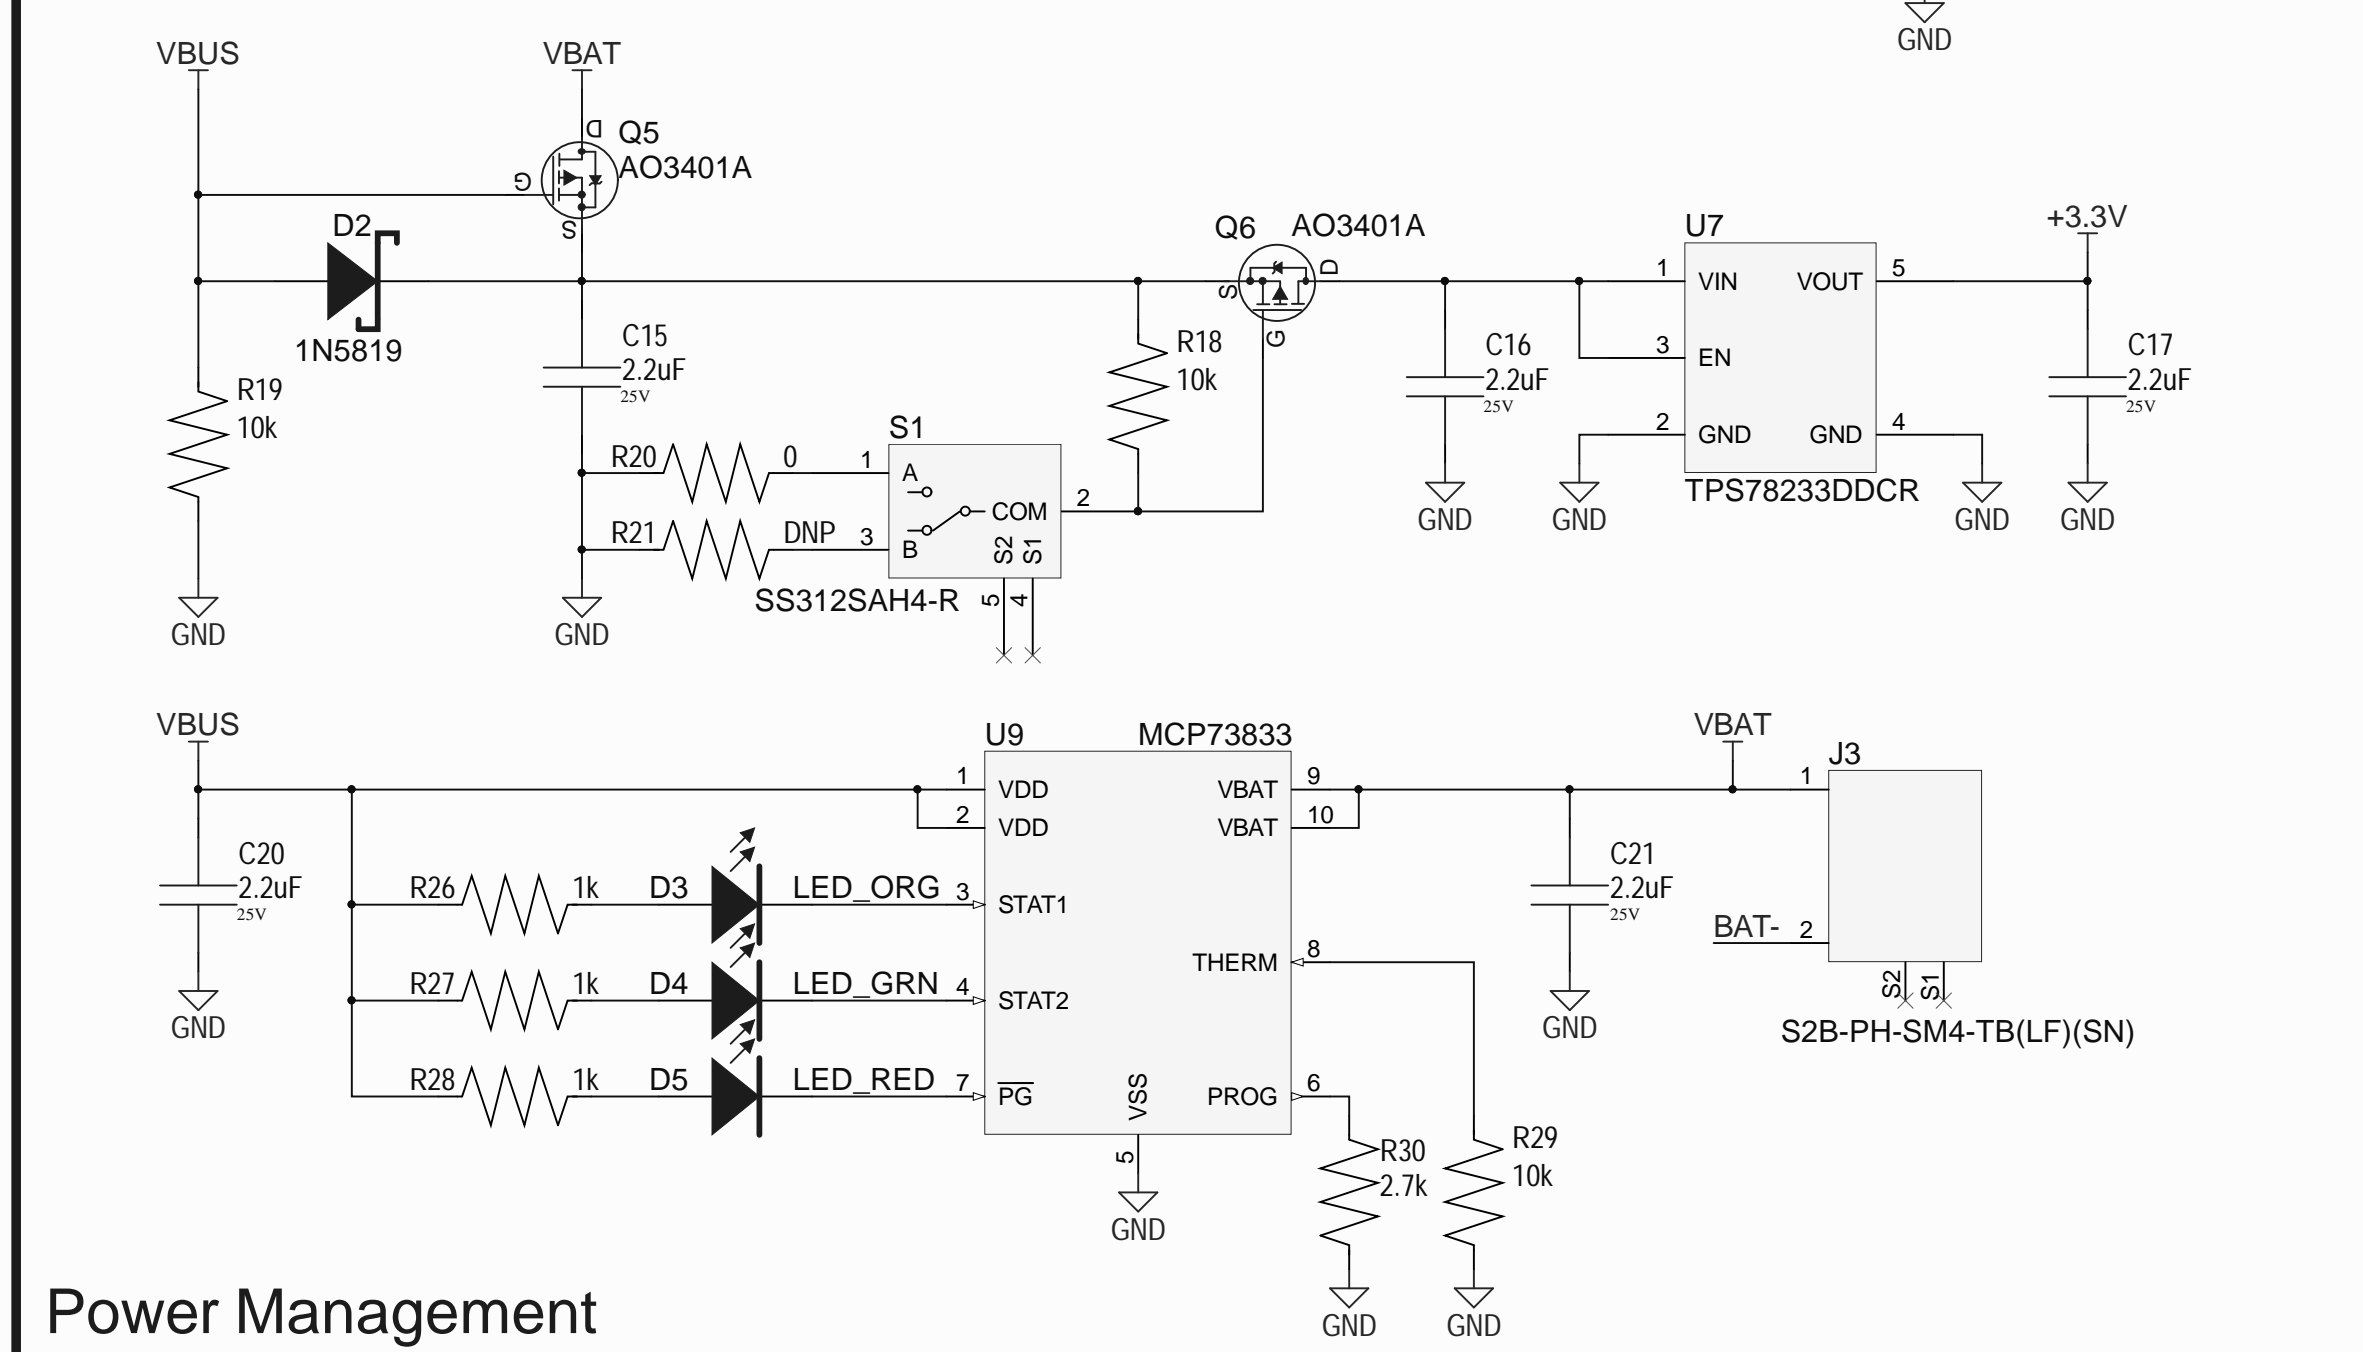 GND
VBUS
VBAT
D
Q5
AO3401A
G
S
D2
1N5819
Q6
AO3401A
S
D
G
U7
+3.3V
1
VIN
VOUT
5
3
EN
2
GND
GND
4
TPS78233DDCR
R19
10k
C15
2.2uF
25V
R18
10k
C16
2.2uF
25V
C17
2.2uF
25V
S1
R20
0
1
A
R21
DNP
3
B
COM
2
S2
S1
5
4
SS312SAH4-R
GND
GND
GND
GND
GND
GND
VBUS
U9
MCP73833
1
VDD
2
VDD
VBAT
9
VBAT
10
VBAT
J3
1
C20
2.2uF
25V
GND
R26
1k
D3
LED_ORG
3
STAT1
R27
1k
D4
LED_GRN
4
STAT2
R28
1k
D5
LED_RED
7
PG
VSS
5
GND
THERM
8
PROG
6
C21
2.2uF
25V
GND
BAT-
2
S2
S1
S2B-PH-SM4-TB(LF)(SN)
R30
2.7k
R29
10k
GND
GND
Power Management